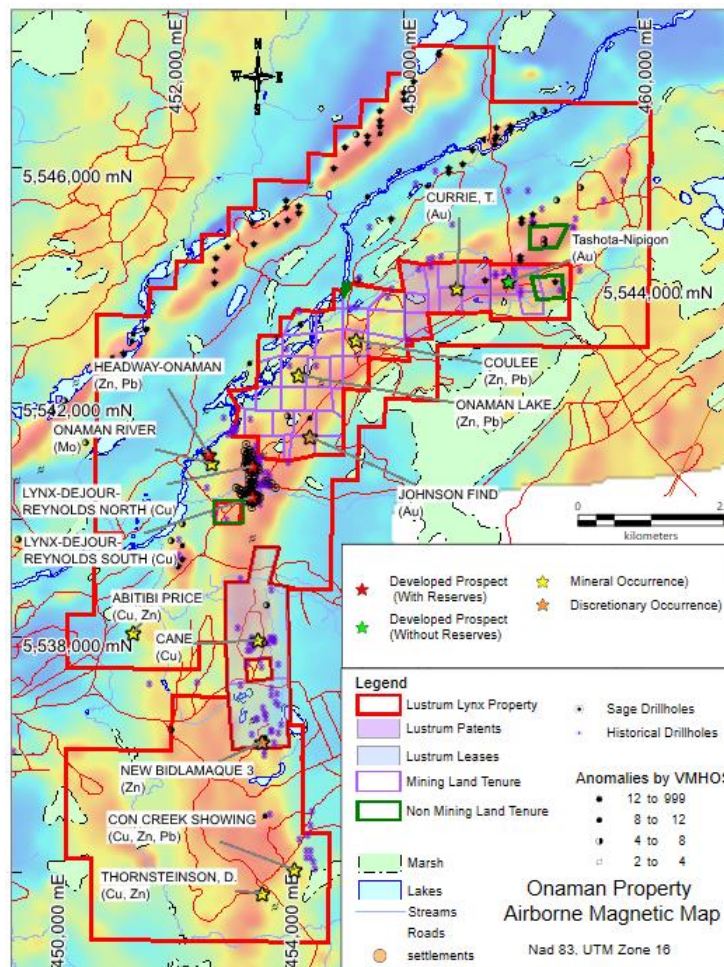 452,000 mE
456,000 mE
460,000 mE
N
W E
S
5,546,000 mN
CURRIE, T.
(Au)
Tashota-Nipigon
(Au)
5,544,000 mN
HEADWAY-ONAMAN
(Zn, Pb)
COULEE
(Zn, Pb)
5,542,000 mN
ONAMAN LAKE
(Zn, Pb)
ONAMAN RIVER
(Mo)
JOHNSON FIND
(Au)
LYNX-DEJOUR-
REYNOLDS NORTH (Cu)
LYNX-DEJOUR-
REYNOLDS SOUTH (Cu)
0
kilometers
ABITIBI PRICE
(Cu, Zn)
CANE
(Cu)
5,538,000 mN
Developed Prospect
(With Reserves)
Mineral Occurrence)
Developed Prospect
(Without Reserves)
Discretionary Occurrence)
NEW BIDLAMAQUE 3
(Zn)
CON CREEK SHOWING
(Cu, Zn, Pb)
THORNSTEINSON, D.
(Cu, Zn)
450,000 mE
454,000 mE
Legend
Lustrum Lynx Property
Lustrum Patents
Lustrum Leases
Mining Land Tenure
Non Mining Land Tenure
Marsh
Lakes
Streams
Roads
settlements
Sage Drillholes
Historical Drillholes
Anomalies by VMHOS
12 to 999
8 to 12
4 to 8
2 to 4
Onaman Property
Airborne Magnetic Map
Nad 83, UTM Zone 16